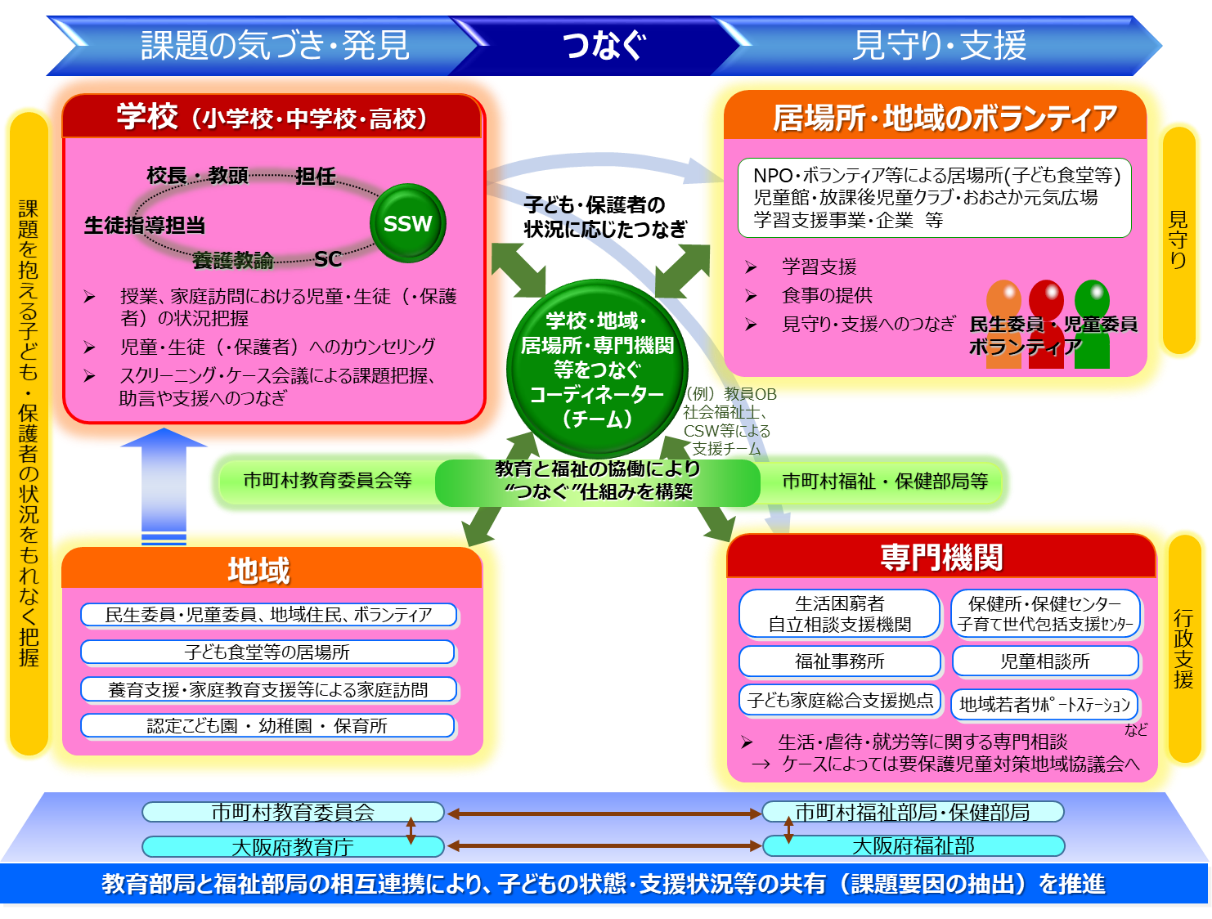 課題の気づき・発見
つなぐ
見守り・支援
課題を抱える子ども・保護者の状況をもれなく把握
学校（小学校・中学校・高校）
校長・教頭
担任
生徒指導担当
SSW
養護教諭
SC
➢ 授業、家庭訪問における児童・生徒（・保護
者）の状況把握
➢ 児童・生徒（・保護者）へのカウンセリング
➢ スクリーニング・ケース会議による課題把握、
助言や支援へのつなぎ
子ども・保護者の
状況に応じたつなぎ
学校・地域・
居場所・専門機関
等をつなぐ
コーディネーター
（チーム）
（例）教員OB
社会福祉士、
CSW等による
支援チーム
居場所・地域のボランティア
NPO・ボランティア等による居場所(子ども食堂等)
児童館・放課後児童クラブ・おおさか元気広場
学習支援事業・企業 等
➢ 学習支援
➢ 食事の提供
➢ 見守り・支援へのつなぎ
民生委員・児童委員
ボランティア
見守り
市町村教育委員会等
教育と福祉の協働により
“つなぐ”仕組みを構築
市町村福祉・保健部局等
地域
民生委員・児童委員、地域住民、ボランティア
子ども食堂等の居場所
養育支援・家庭教育支援等による家庭訪問
認定こども園・幼稚園・保育所
専門機関
生活困窮者
自立相談支援機関
保健所・保健センター
子育て世代包括支援ｾﾝﾀｰ
福祉事務所
児童相談所
子ども家庭総合支援拠点
地域若者ｻﾎﾟｰﾄｽﾃｰｼｮﾝ
など
➢ 生活・虐待・就労等に関する専門相談
→ ケースによっては要保護児童対策地域協議会へ
行政支援
市町村教育委員会
市町村福祉部局・保健部局
大阪府教育庁
大阪府福祉部
教育部局と福祉部局の相互連携により、子どもの状態・支援状況等の共有（課題要因の抽出）を推進